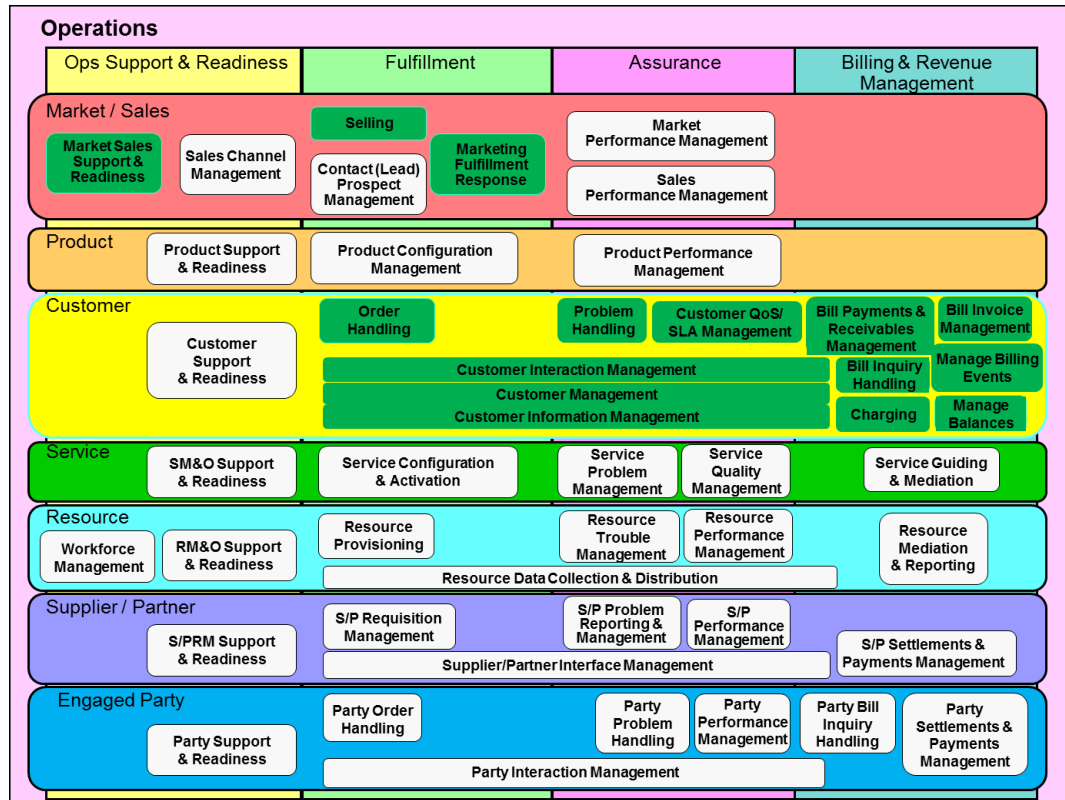 Operations
Ops Support & Readiness
Fulfillment
Assurance
Billing & Revenue
Management
Market / Sales
Market Sales
Support &
Readiness
Sales Channel
Management
Selling
Contact (Lead)
Prospect
Management
Marketing
Fulfillment
Response
Market
Performance Management
Sales
Performance Management
Product
Product Support
& Readiness
Product Configuration
Management
Product Performance
Management
Customer
Customer
Support
& Readiness
Order
Handling
Problem
Handling
Customer QoS/
SLA Management
Bill Payments &
Receivables
Management
Bill Invoice
Management
Customer Interaction Management
Customer Management
Customer Information Management
Bill Inquiry
Handling
Manage Billing
Events
Charging
Manage
Balances
Service
SM&O Support
& Readiness
Service Configuration
& Activation
Service
Problem
Management
Service
Quality
Management
Service Guiding
& Mediation
Resource
Workforce
Management
RM&O Support
& Readiness
Resource
Provisioning
Resource
Trouble
Management
Resource
Performance
Management
Resource
Mediation
& Reporting
Resource Data Collection & Distribution
Supplier / Partner
S/PRM Support
& Readiness
S/P Requisition
Management
S/P Problem
Reporting &
Management
S/P
Performance
Management
S/P Settlements &
Payments Management
Supplier/Partner Interface Management
Engaged Party
Party Support
& Readiness
Party Order
Handling
Party
Problem
Handling
Party
Performance
Management
Party Bill
Inquiry
Handling
Party
Settlements &
Payments
Management
Party Interaction Management